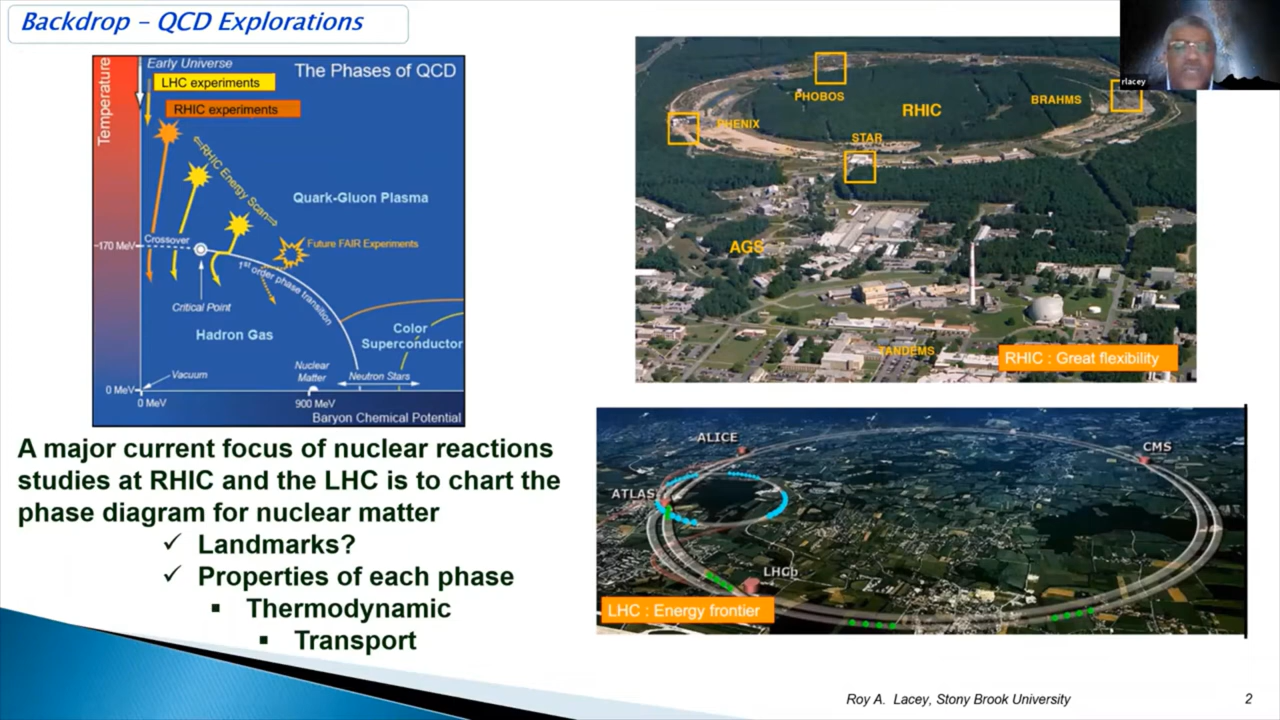 Backdrop – QCD Explorations
Temperature
Early Universe
The Phases of QCD
LHC experiments
RHIC experiments
<=RHIC Energy Scan=>
Quark-Gluon Plasma
~170 MeV
Crossover
Future FAIR Experiments
1st order phase transition
Critical Point
Hadron Gas
Color
Superconductor
Nuclear
Matter
Neutron Stars
Vacuum
0 MeV
0 MeV
900 MeV
Baryon Chemical Potential
A major current focus of nuclear reactions
studies at RHIC and the LHC is to chart the
phase diagram for nuclear matter
✓ Landmarks?
✓ Properties of each phase
▪ Thermodynamic
▪ Transport
PHOBOS
RHIC
BRAHMS
PHENIX
STAR
AGS
TANDEMS
RHIC : Great flexibility
rlacey
ALICE
CMS
ATLAS
LHCb
LHC : Energy frontier
Roy A. Lacey, Stony Brook University
2